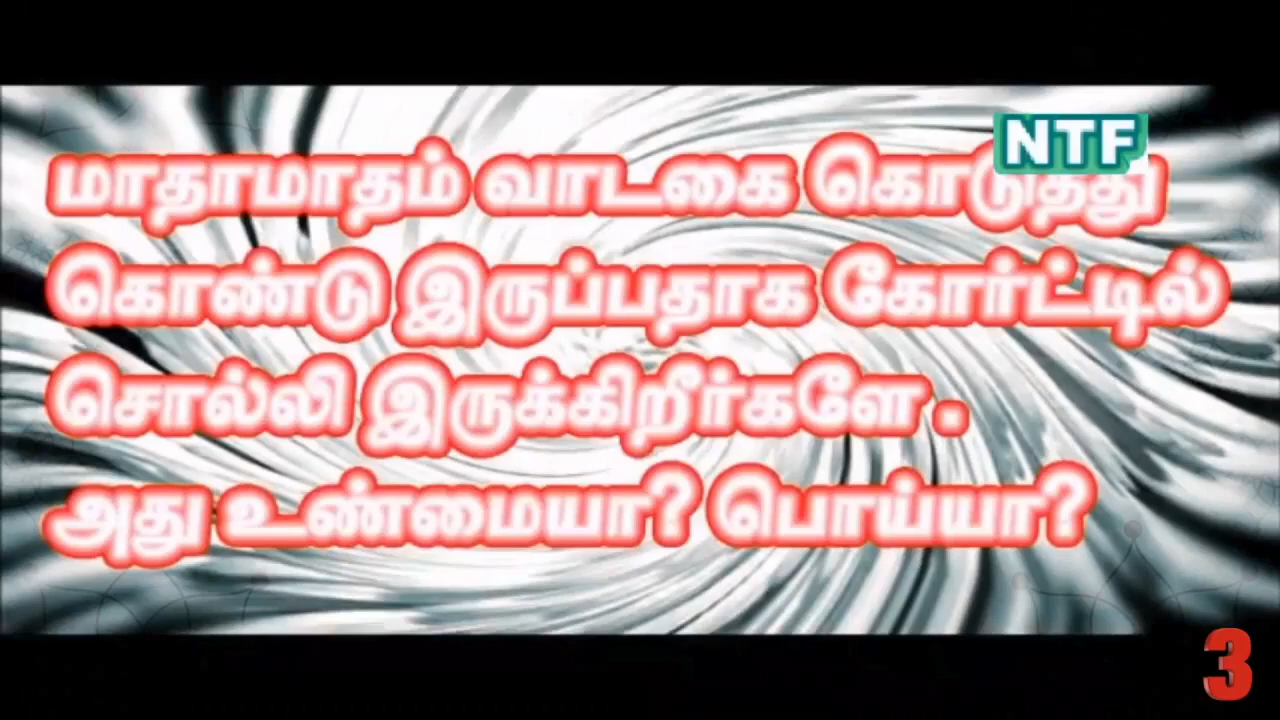 NTF
மாதாமாதம் வாடகை கொடுத்து
கொண்டு இருப்பதாக கோர்ட்டில்
சொல்லி இருக்கிறீர்களே .
அது உண்மையா? பொய்யா?
3